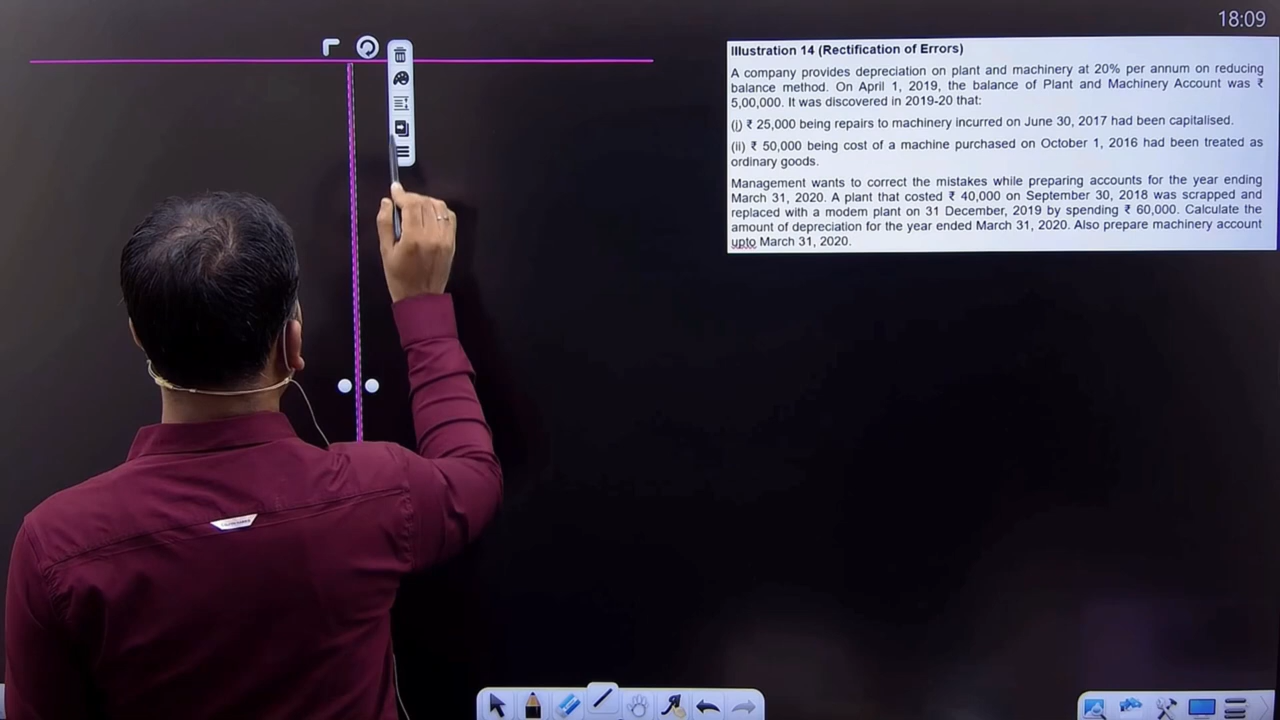 18:09
Illustration 14 (Rectification of Errors)
A company provides depreciation on plant and machinery at 20% per annum on reducing
balance method. On April 1, 2019, the balance of Plant and Machinery Account was ₹
5,00,000. It was discovered in 2019-20 that:
(i) ₹ 25,000 being repairs to machinery incurred on June 30, 2017 had been capitalised.
(ii) ₹ 50,000 being cost of a machine purchased on October 1, 2016 had been treated as
ordinary goods.
Management wants to correct the mistakes while preparing accounts for the year ending
March 31, 2020. A plant that costed ₹ 40,000 on September 30, 2018 was scrapped and
replaced with a modem plant on 31 December, 2019 by spending ₹ 60,000. Calculate the
amount of depreciation for the year ended March 31, 2020. Also prepare machinery account
upto March 31, 2020.